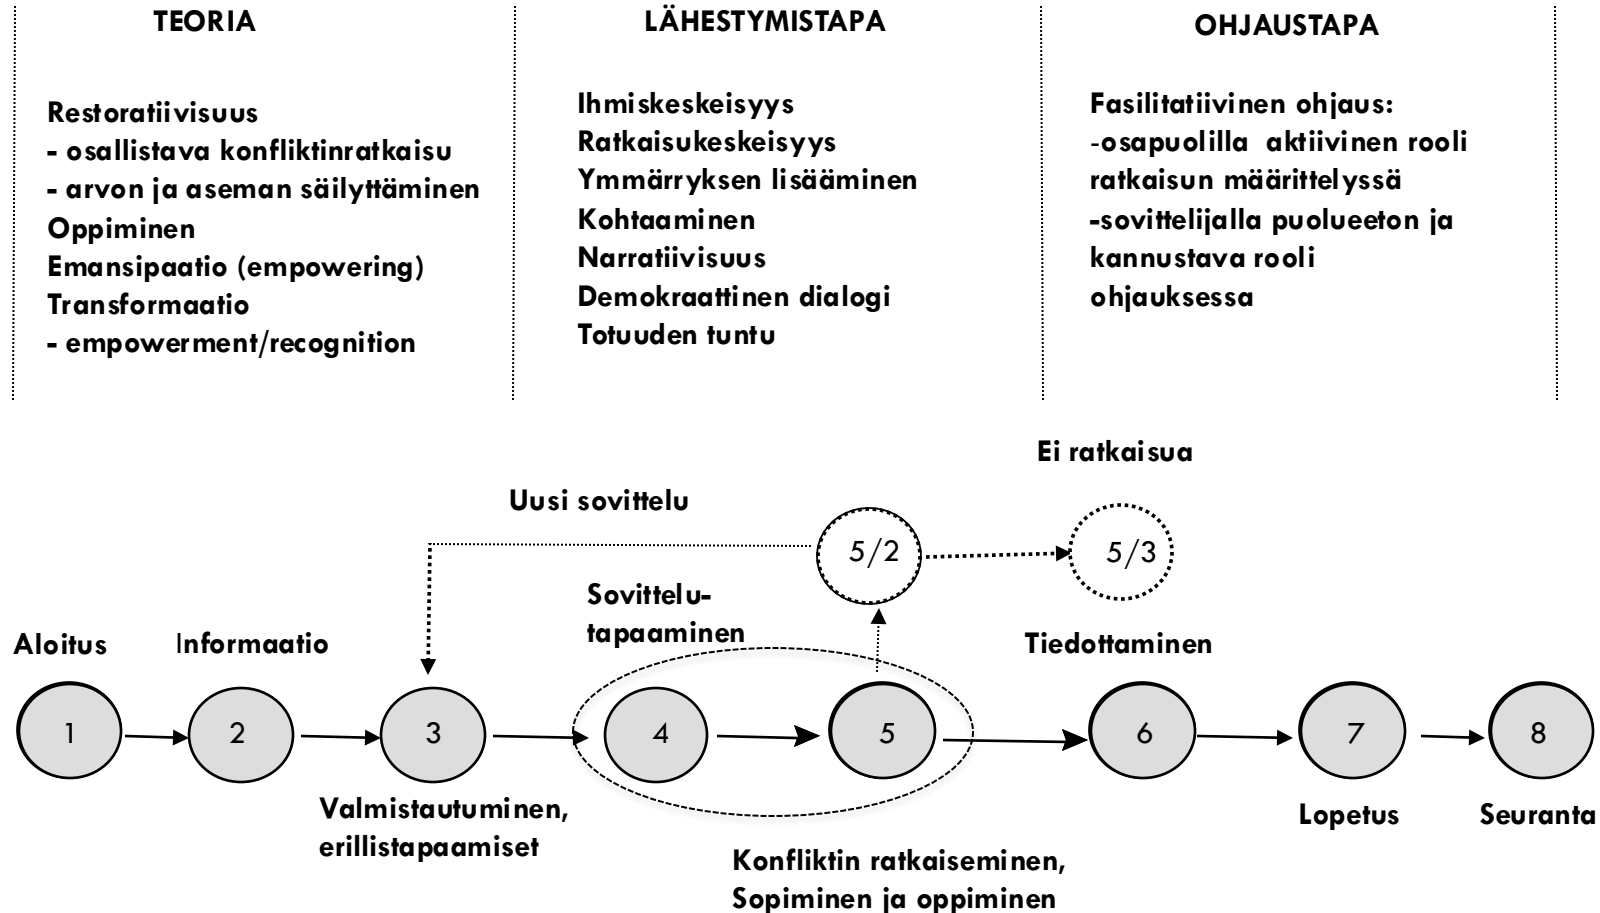 TEORIA
Restoratiivisuus
- osallistava konfliktinratkaisu
- arvon ja aseman säilyttäminen
Oppiminen
Emansipaatio (empowering)
Transformaatio
- empowerment/recognition
LÄHESTYMISTAPA
Ihmiskeskeisyys
Ratkaisukeskeisyys
Ymmärryksen lisääminen
Kohtaaminen
Narratiivisuus
Demokraattinen dialogi
Totuuden tuntu
OHJAUSTAPA
Fasilitatiivinen ohjaus:
-osapuolilla aktiivinen rooli
ratkaisun määrittelyssä
-sovittelijalla puolueeton ja
kannustava rooli
ohjauksessa
Ei ratkaisua
Uusi sovittelu
5/2
5/3
Sovittelu-
tapaaminen
Aloitus
Informaatio
Tiedottaminen
1
2
3
4
5
6
7
8
Valmistautuminen,
erillistapaamiset
Lopetus
Seuranta
Konfliktin ratkaiseminen,
Sopiminen ja oppiminen